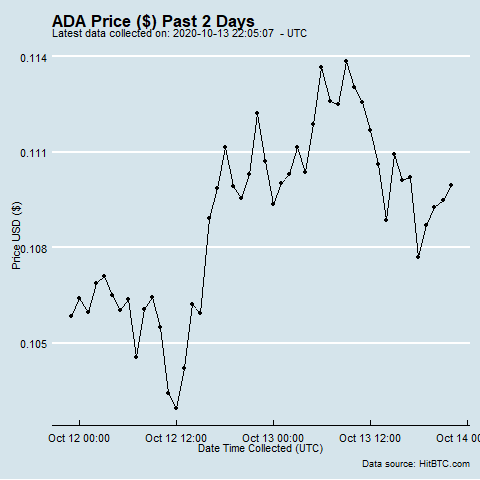 ADA Price ($) Past 2 Days
Latest data collected on: 2020-10-13 22:05:07 - UTC
0.114
0.111
0.108
0.105
Price USD ($)
Oct 12 00:00 Oct 12 12:00 Oct 13 00:00 Oct 13 12:00 Oct 14 0
Date Time Collected (UTC)
Data source: HitBTC.com